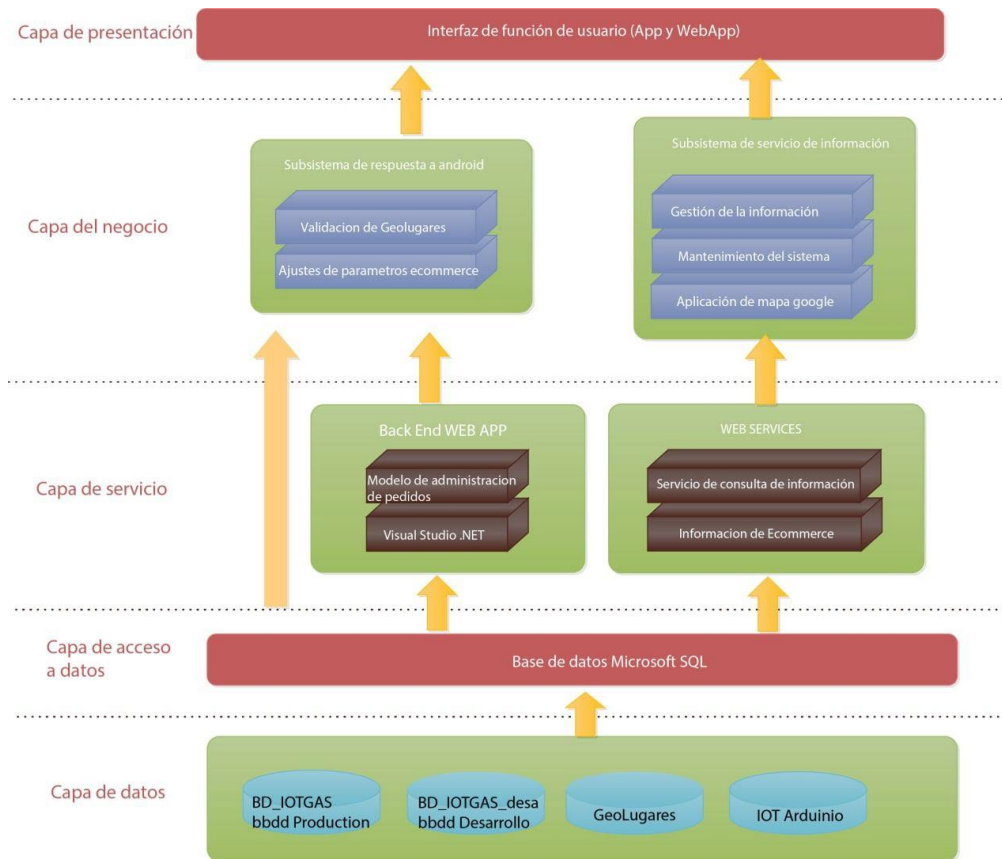 Capa de presentación
Interfaz de función de usuario (App y WebApp)
Capa del negocio
Subsistema de respuesta a android
Validacion de Geolugares
Ajustes de parametros ecommerce
Subsistema de servicio de información
Gestión de la información
Mantenimiento del sistema
Aplicación de mapa google
Capa de servicio
Back End WEB APP
Modelo de administracion
de pedidos
Visual Studio .NET
WEB SERVICES
Servicio de consulta de información
Informacion de Ecommerce
Capa de acceso
a datos
Base de datos Microsoft SQL
Capa de datos
BD_IOTGAS
bbdd Production
BD_IOTGAS_desa
bbdd Desarrollo
GeoLugares
IOT Arduinio